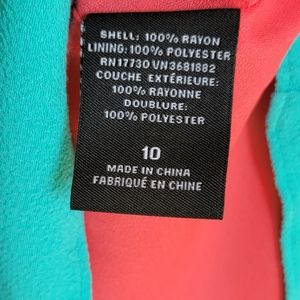 SHELL: 100% RAYON
LINING: 100% POLYESTER
RN17730 VN3681882
COUCHE EXTÉRIEURE:
100% RAYONNE
DOUBLURE:
100% POLYESTER
10
MADE IN CHINA
FABRIQUÉ EN CHINE